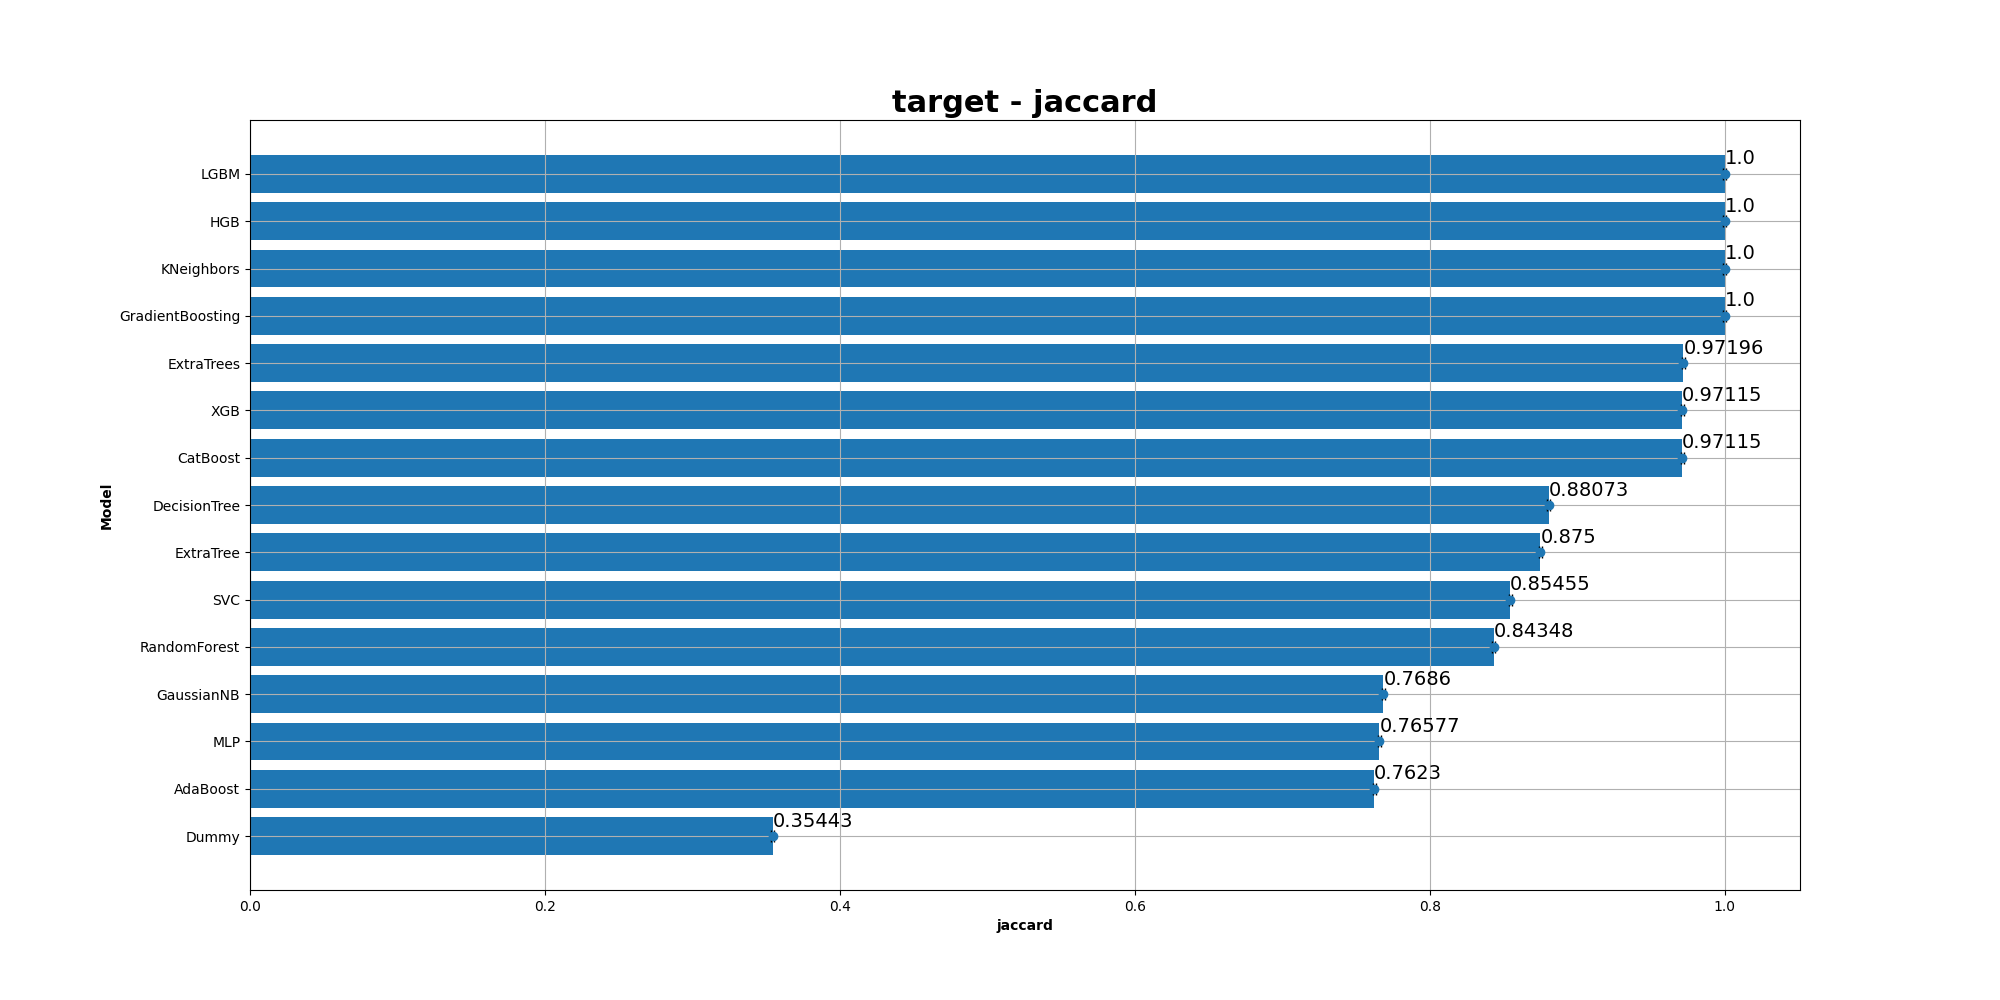 target - jaccard
LGBM 1.0
HGB 1.0
KNeighbors 1.0
GradientBoosting 1.0
ExtraTrees 0.97196
XGB 0.97115
CatBoost 0.97115
DecisionTree 0.88073
ExtraTree 0.875
SVC 0.85455
RandomForest 0.84348
GaussianNB 0.7686
MLP 0.76577
AdaBoost 0.7623
Dummy 0.35443
Model
0.0 0.2 0.4 0.6 0.8 1.0
jaccard